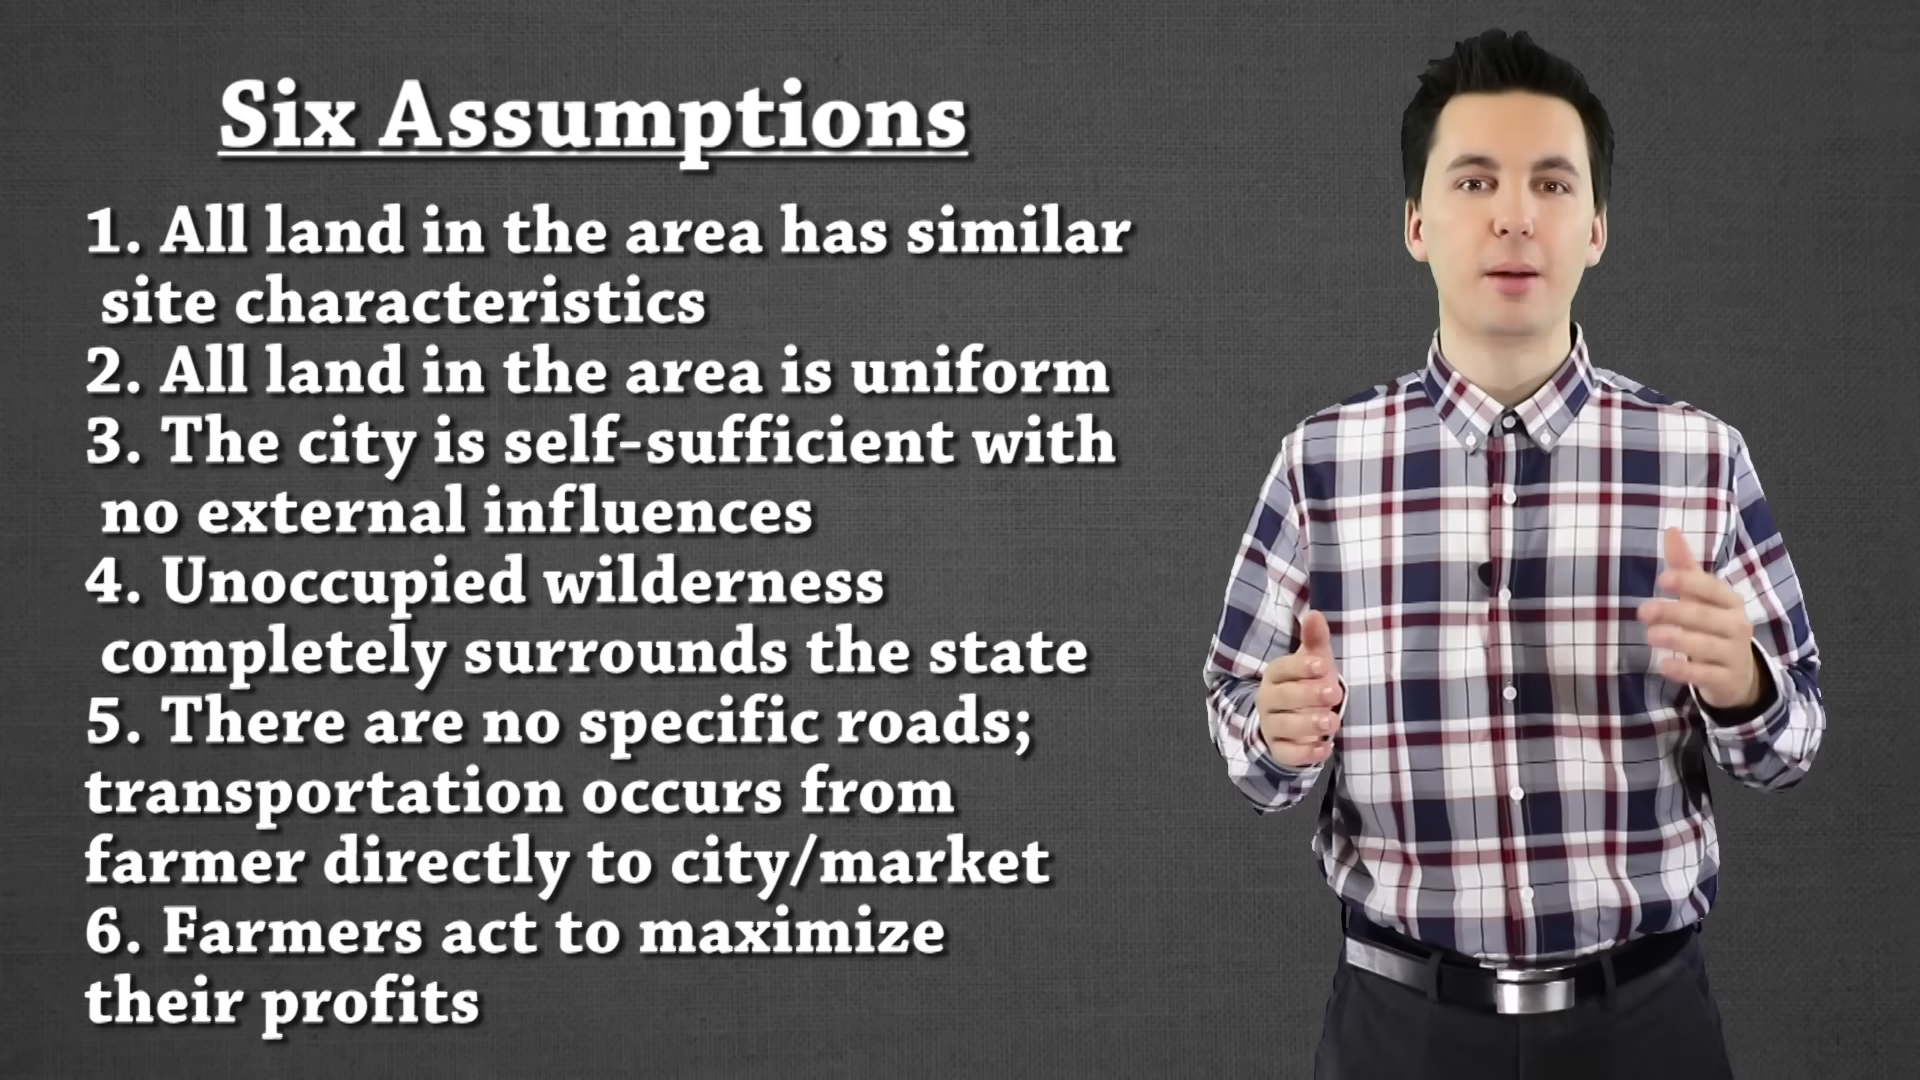 Six Assumptions
1. All land in the area has similar
site characteristics
2. All land in the area is uniform
3. The city is self-sufficient with
no external influences
4. Unoccupied wilderness
completely surrounds the state
5. There are no specific roads;
transportation occurs from
farmer directly to city/market
6. Farmers act to maximize
their profits